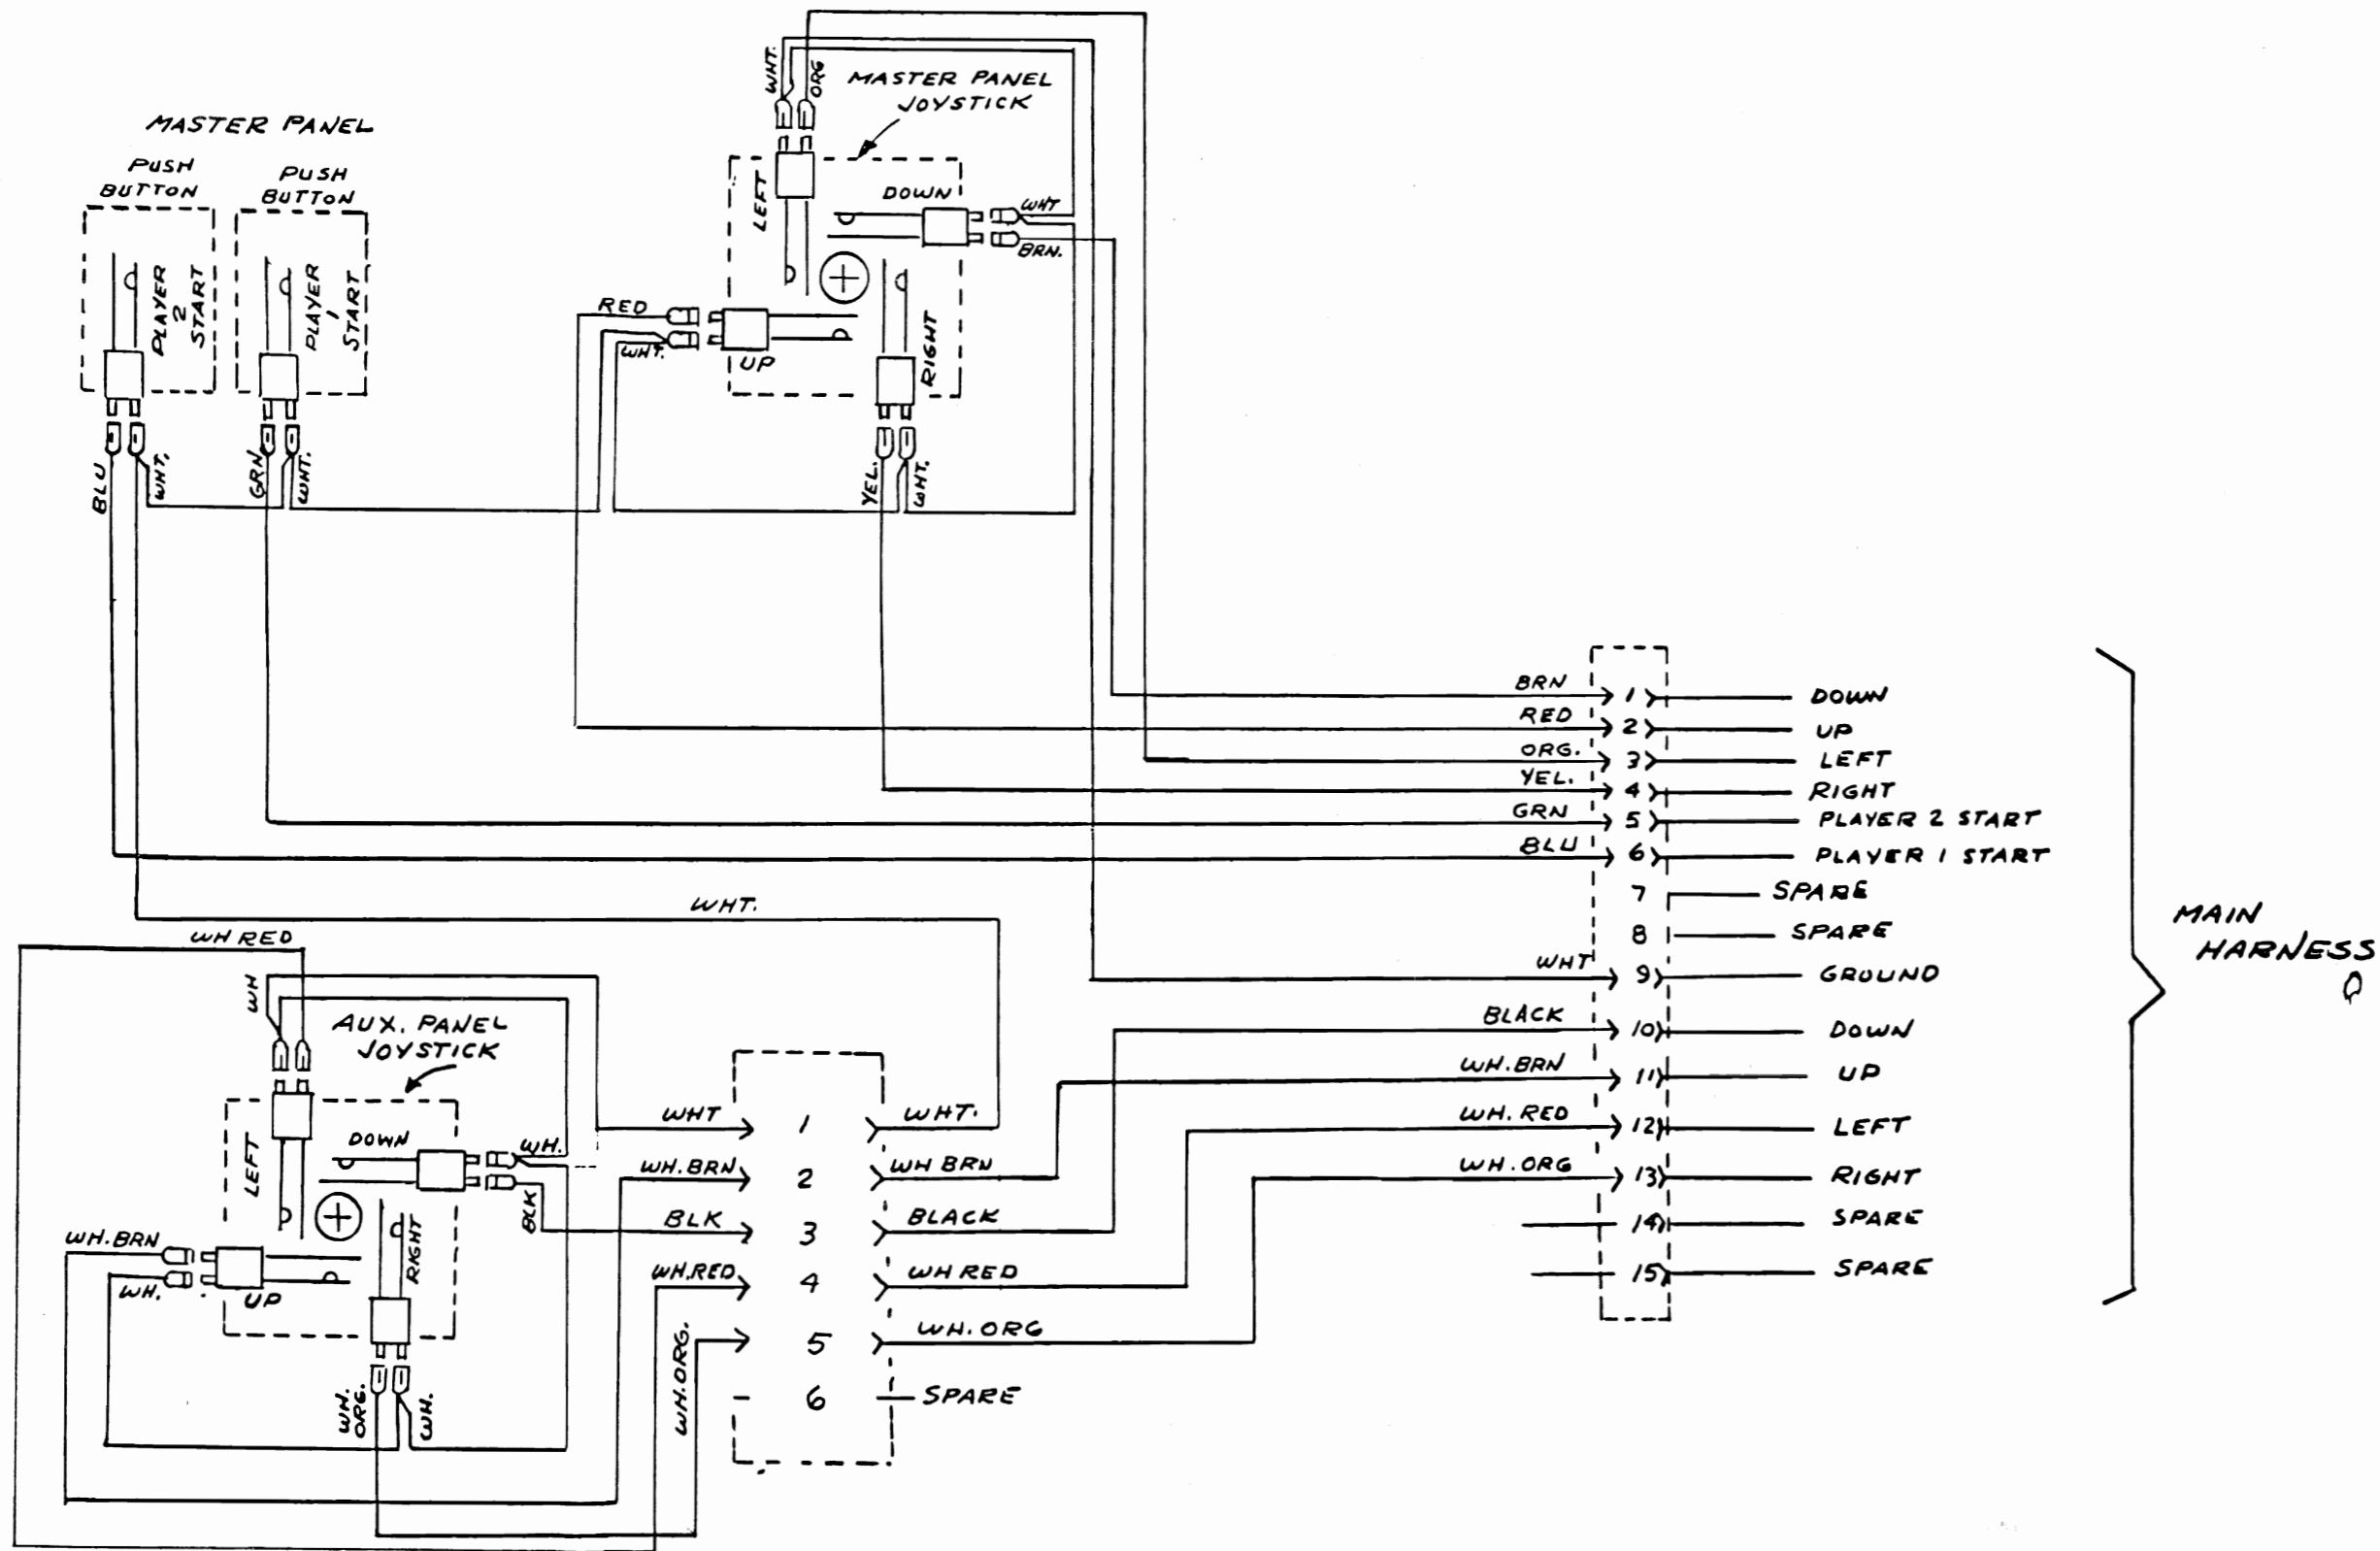 MASTER PANEL
PUSH
BUTTON
PLAYER
2
START
PUSH
BUTTON
PLAYER
1
START
BLU
WHT.
GRN
WHT.
WHT.
ORG
MASTER PANEL
JOYSTICK
LEFT
DOWN
WHT
BRN.
RED
WHT.
UP
RIGHT
YEL.
WHT.
BRN
1
DOWN
RED
2
UP
ORG.
3
LEFT
YEL.
4
RIGHT
GRN
5
PLAYER 2 START
BLU
6
PLAYER 1 START
7
SPARE
8
SPARE
WHT
9
GROUND
BLACK
10
DOWN
WH.BRN
11
UP
WH.RED
12
LEFT
WH.ORG
13
RIGHT
14
SPARE
15
SPARE
MAIN
HARNESS
WHT.
WH RED
WH
AUX. PANEL
JOYSTICK
LEFT
DOWN
WH.
BLK
WH.BRN
WH.
UP
RIGHT
WH.
ORG.
WH.
WHT
1
WHT.
WH.BRN
2
WH BRN
BLK
3
BLACK
WH.RED
4
WH RED
WH.ORG.
5
WH.ORG
6
SPARE